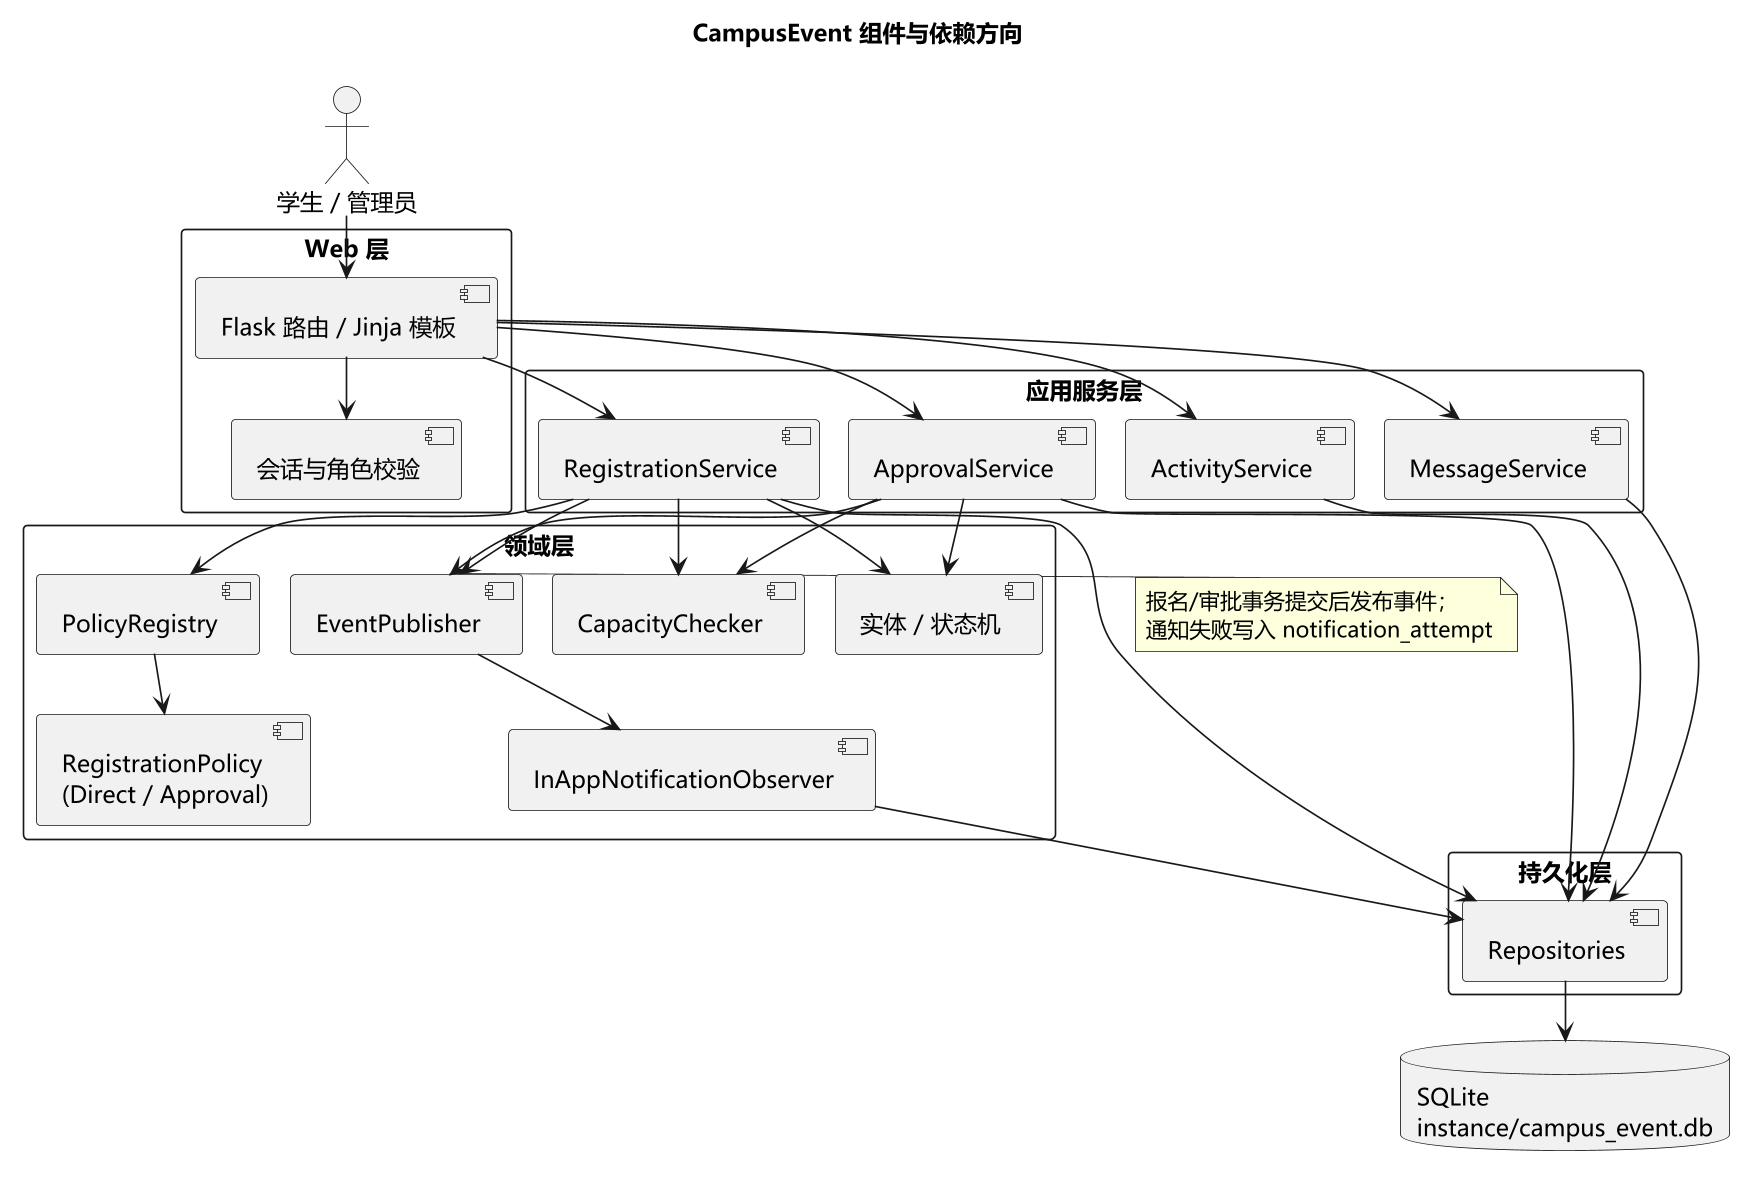 CampusEvent 组件与依赖方向
学生 / 管理员
Web 层
Flask 路由 / Jinja 模板
会话与角色校验
应用服务层
RegistrationService
ApprovalService
ActivityService
MessageService
领域层
PolicyRegistry
EventPublisher
CapacityChecker
实体 / 状态机
报名/审批事务提交后发布事件；
通知失败写入 notification_attempt
RegistrationPolicy
(Direct / Approval)
InAppNotificationObserver
持久化层
Repositories
SQLite
instance/campus_event.db